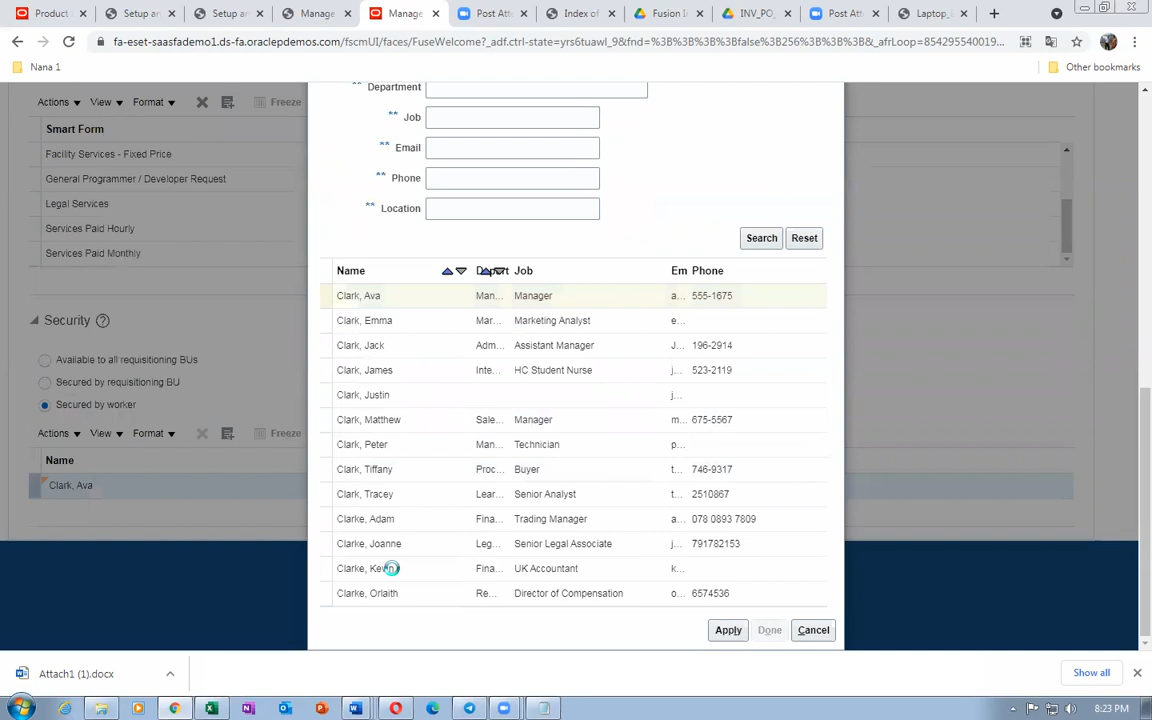 Product
Setup an
Setup an
Manage
Manage
Post Att
Index of
Fusion I
INV_PO_
Post Att
Laptop_
fa-eset-saasfademo1.ds-fa.oraclepdemos.com/fscmUI/faces/FuseWelcome?_adf.ctrl-state=yrs6tuawl_9&fnd=%3B%3B%3B%3Bfalse%3B256%3B%3B%3B&_afrLoop=854295540019...
Nana 1
Other bookmarks
Actions View Format Freeze
Smart Form
Facility Services - Fixed Price
General Programmer / Developer Request
Legal Services
Services Paid Hourly
Services Paid Monthly
Security ?
Available to all requisitioning BUs
Secured by requisitioning BU
Secured by worker
Actions View Format Freeze
Name
Clark, Ava
** Department
** Job
** Email
** Phone
** Location
Search Reset
Name Depart Job Em Phone
Clark, Ava Man... Manager a... 555-1675
Clark, Emma Mar... Marketing Analyst e...
Clark, Jack Adm... Assistant Manager J... 196-2914
Clark, James Inte... HC Student Nurse j... 523-2119
Clark, Justin j...
Clark, Matthew Sale... Manager m... 675-5567
Clark, Peter Man... Technician p...
Clark, Tiffany Proc... Buyer t... 746-9317
Clark, Tracey Lear... Senior Analyst t... 2510867
Clarke, Adam Fina... Trading Manager a... 078 0893 7809
Clarke, Joanne Leg... Senior Legal Associate j... 791782153
Clarke, Kevin Fina... UK Accountant k...
Clarke, Orlaith Re... Director of Compensation o... 6574536
Apply Done Cancel
Attach1 (1).docx
Show all
8:23 PM